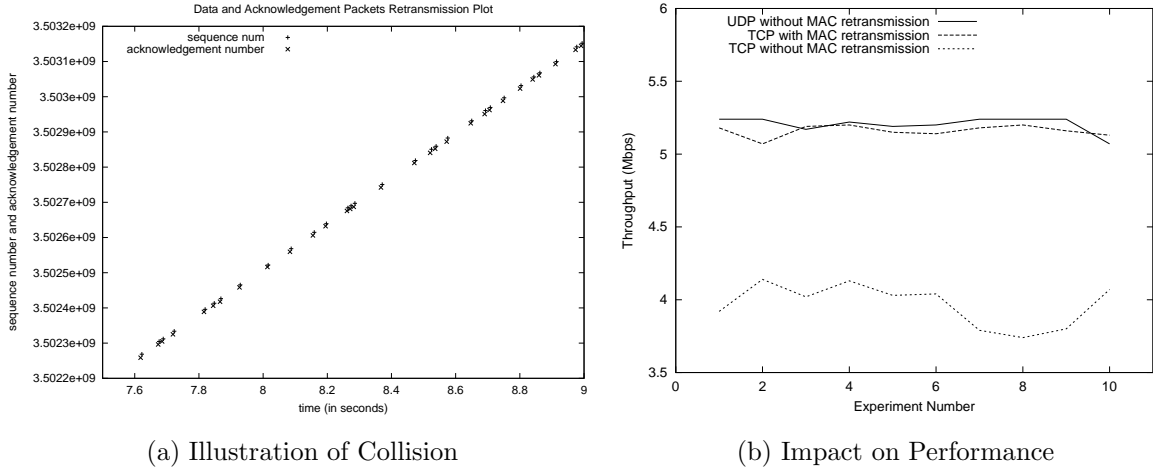 Data and Acknowledgement Packets Retransmission Plot
sequence num
acknowledgement number
3.5032e+09
3.5031e+09
3.503e+09
3.5029e+09
3.5028e+09
3.5027e+09
3.5026e+09
3.5025e+09
3.5024e+09
3.5023e+09
3.5022e+09
sequence number and acknowledgement number
7.6 7.8 8 8.2 8.4 8.6 8.8 9
time (in seconds)
(a) Illustration of Collision
UDP without MAC retransmission
TCP with MAC retransmission
TCP without MAC retransmission
6
5.5
5
4.5
4
3.5
Throughput (Mbps)
0 2 4 6 8 10
Experiment Number
(b) Impact on Performance